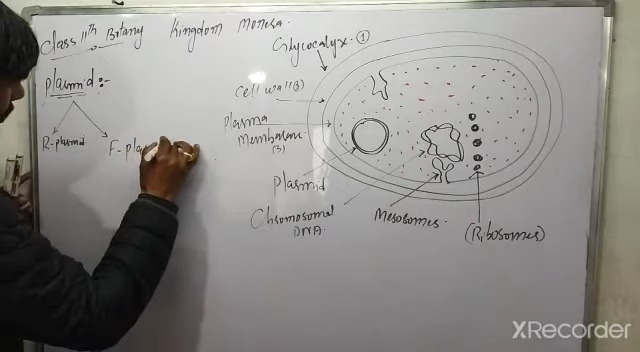 Class 11th Botany Kingdom Monera.
Plasmid :-
R-plasmid
F-pla
Glycocalyx. (1)
Cell wall (2)
Plasma
Membrane
(3)
Plasmid
Chromosomal
DNA.
Mesosomes.
(Ribosomes)
XRecorder